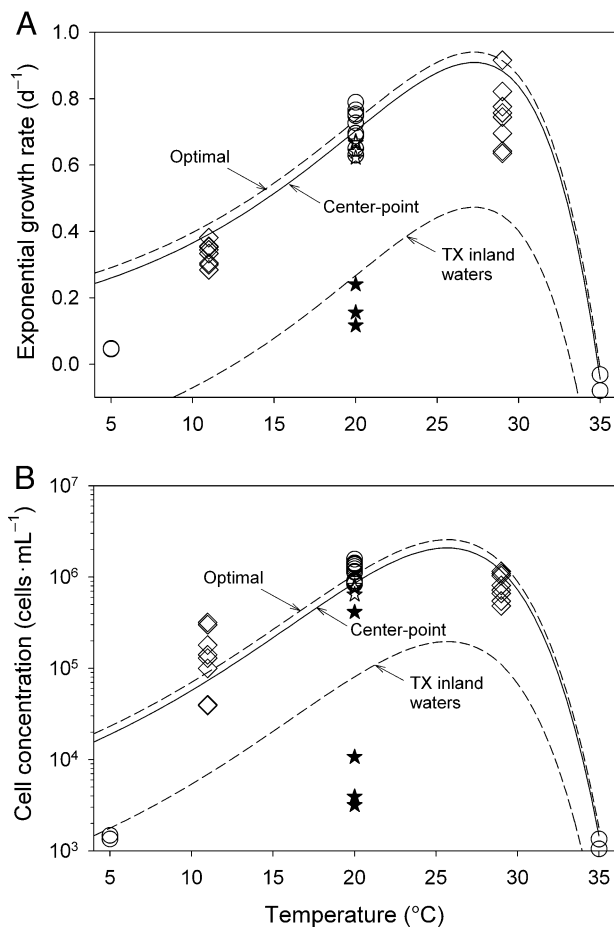 A
Exponential growth rate (d⁻¹)
1.0
0.8
0.6
0.4
0.2
0.0
Optimal
Center-point
TX inland
waters
5 10 15 20 25 30 35
B
Cell concentration (cells·mL⁻¹)
10⁷
10⁶
10⁵
10⁴
10³
Optimal
Center-point
TX inland
waters
5 10 15 20 25 30 35
Temperature (°C)